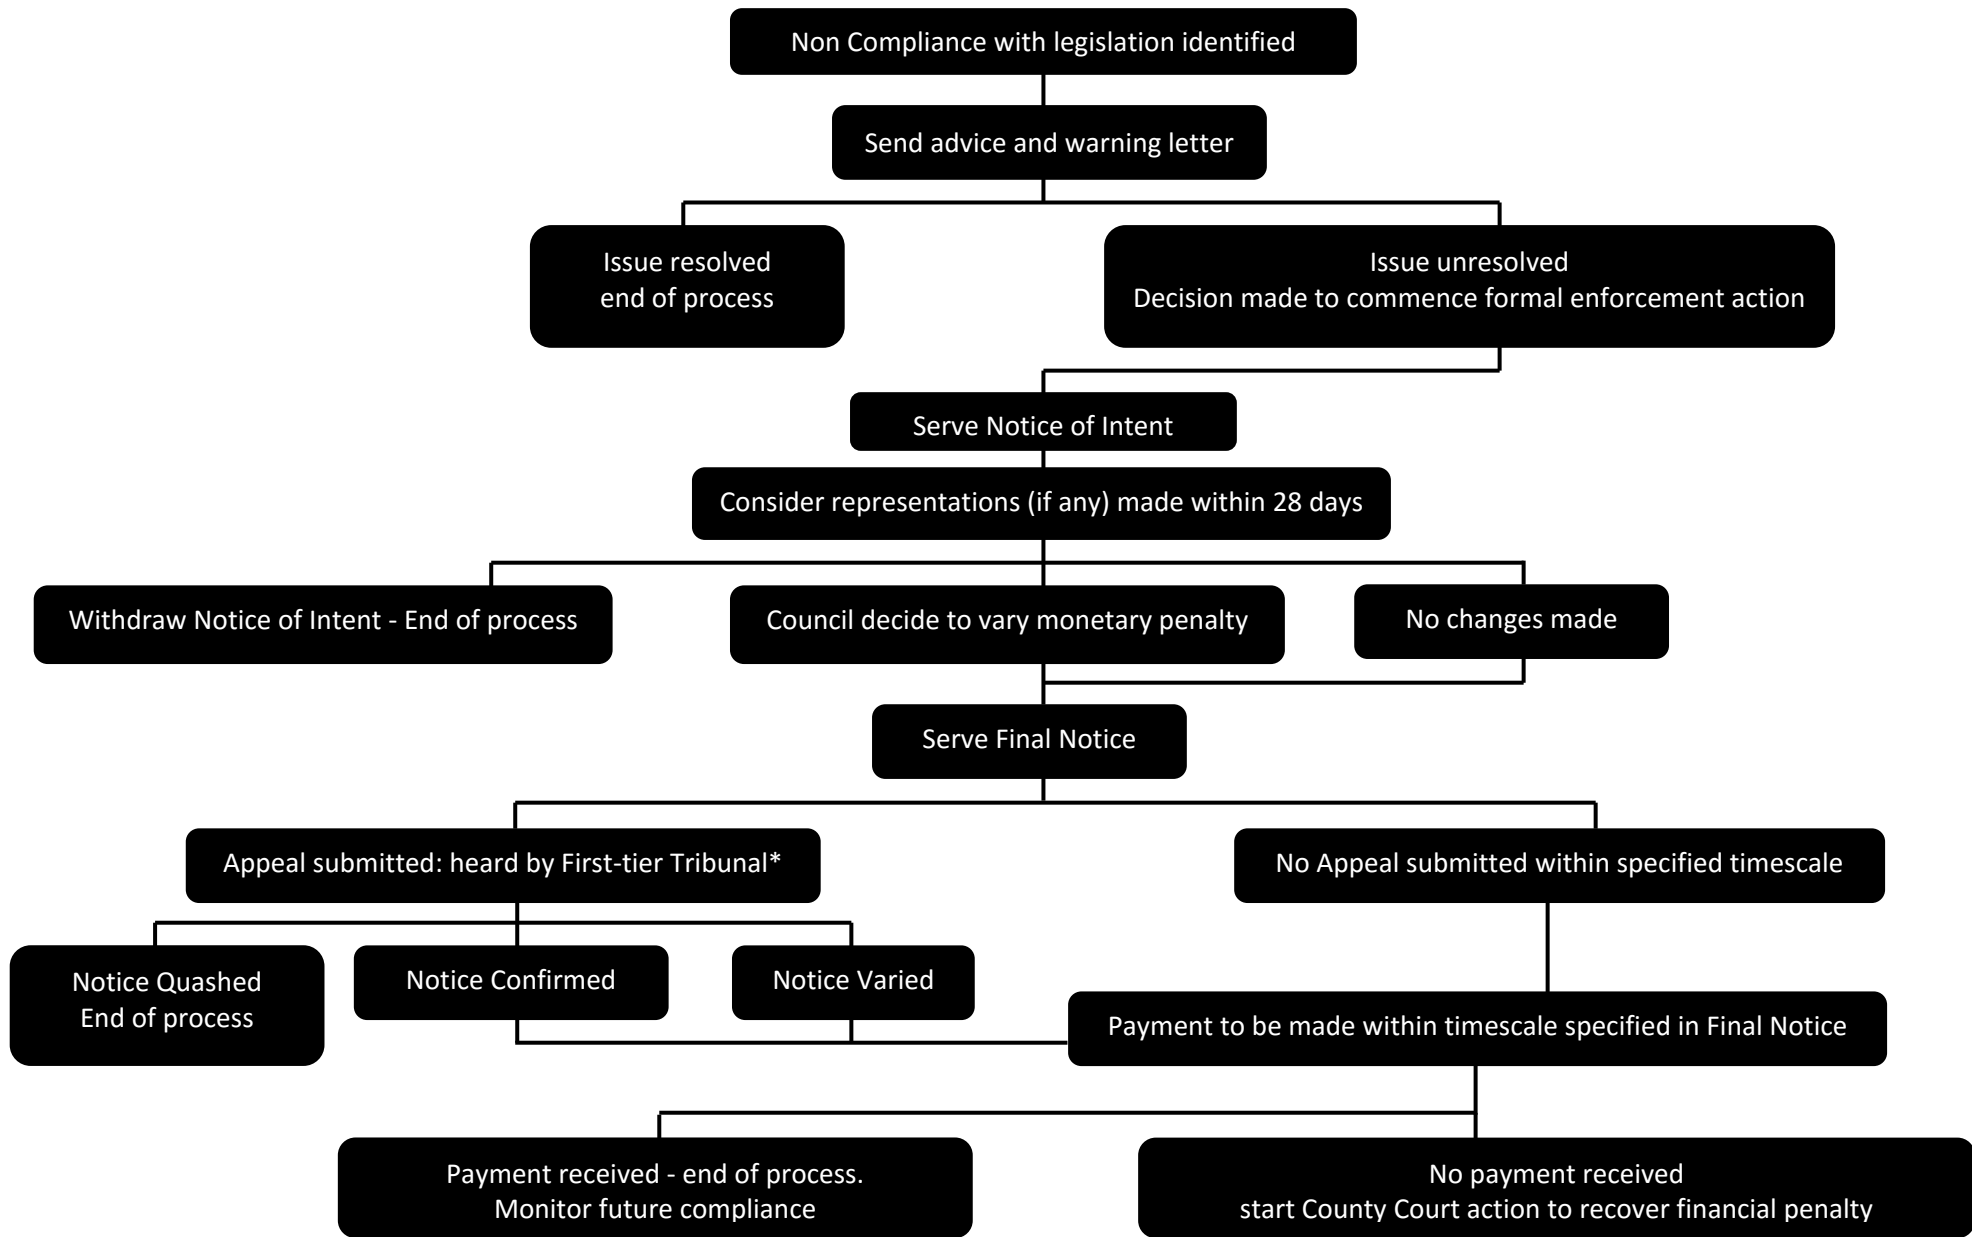 Non Compliance with legislation identified
Send advice and warning letter
Issue resolved
end of process
Issue unresolved
Decision made to commence formal enforcement action
Serve Notice of Intent
Consider representations (if any) made within 28 days
Withdraw Notice of Intent - End of process
Council decide to vary monetary penalty
No changes made
Serve Final Notice
Appeal submitted: heard by First-tier Tribunal*
No Appeal submitted within specified timescale
Notice Quashed
End of process
Notice Confirmed
Notice Varied
Payment to be made within timescale specified in Final Notice
Payment received - end of process.
Monitor future compliance
No payment received
start County Court action to recover financial penalty